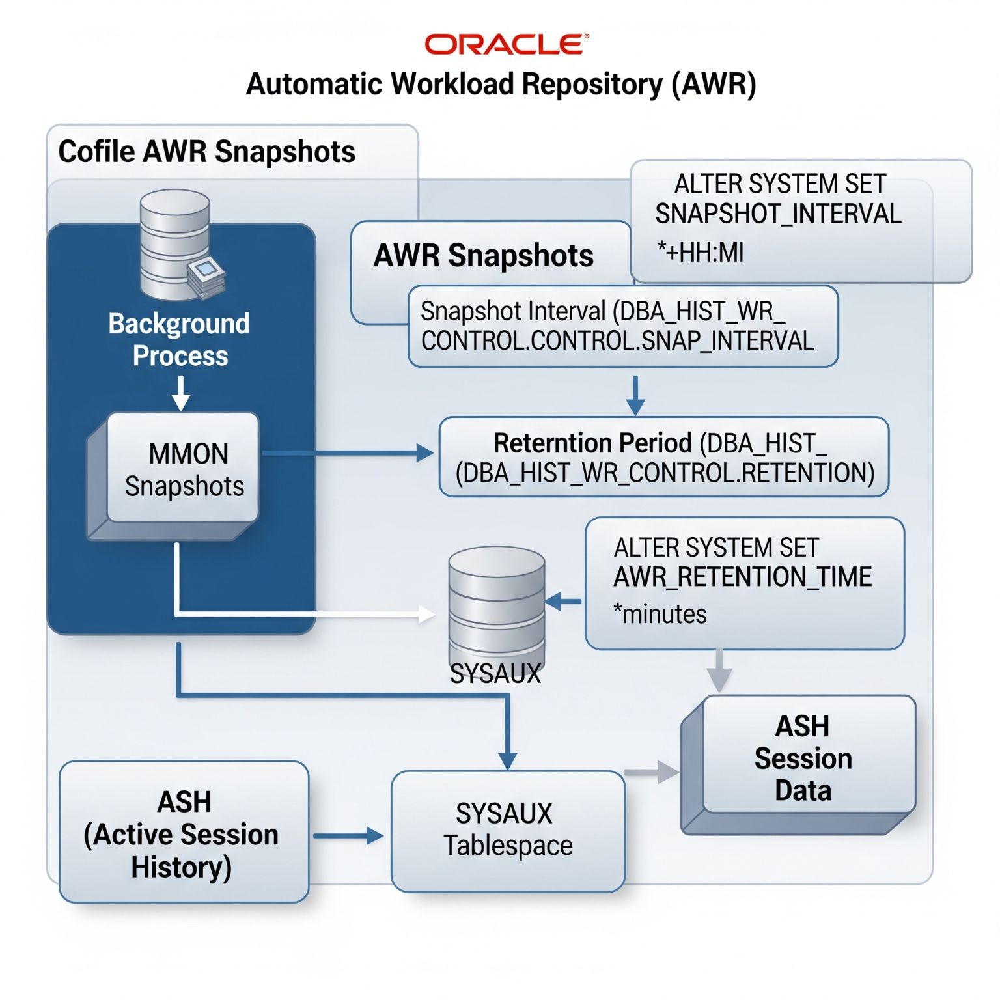 ORACLE®
Automatic Workload Repository (AWR)
Cofile AWR Snapshots
ALTER SYSTEM SET
SNAPSHOT_INTERVAL
*+HH:MI
AWR Snapshots
Snapshot Interval (DBA_HIST_WR_
CONTROL.CONTROL.SNAP_INTERVAL
Background
Process
MMON
Snapshots
Reterntion Period (DBA_HIST_
(DBA_HIST_WR_CONTROL.RETENTION)
ALTER SYSTEM SET
AWR_RETENTION_TIME
*minutes
SYSAUX
ASH
Session
Data
ASH
(Active Session
History)
SYSAUX
Tablespace